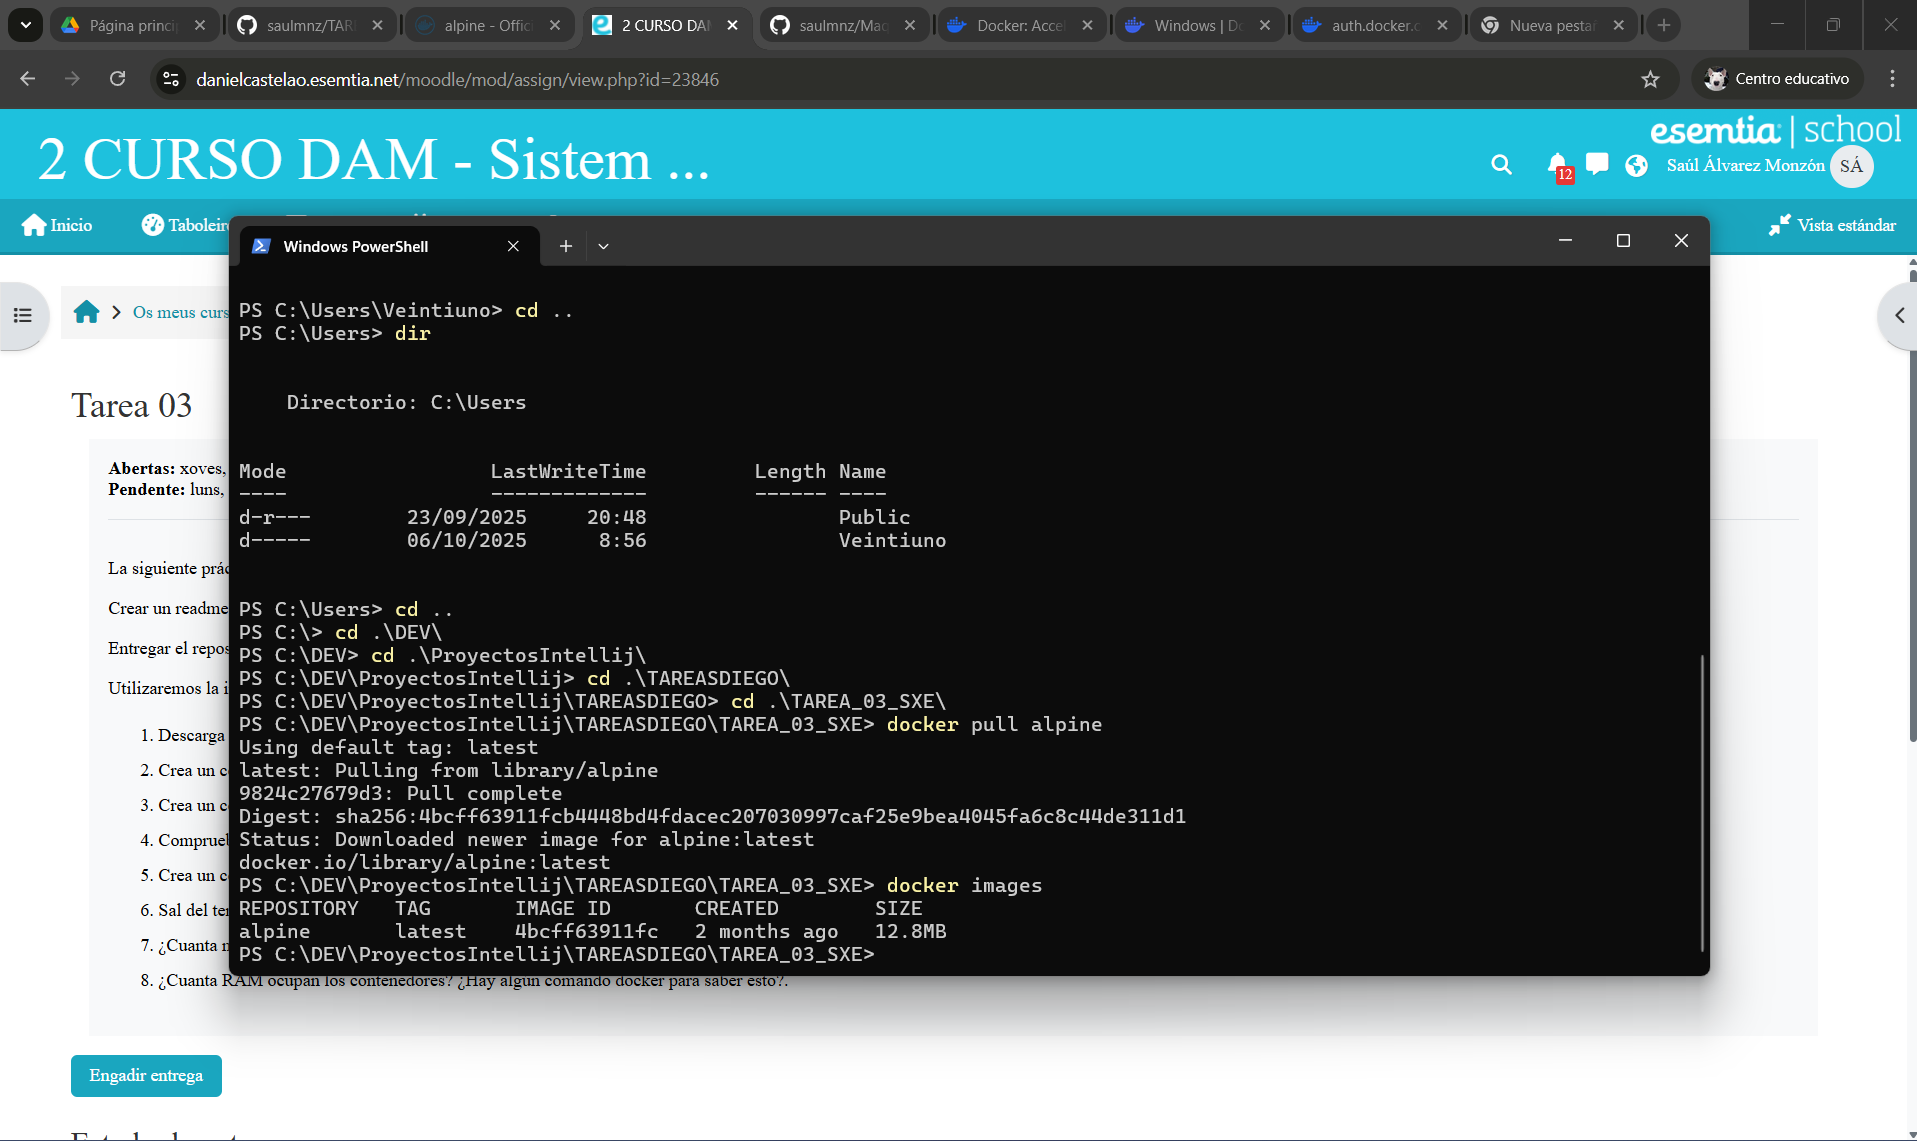 Página princi
saulmnz/TAR
alpine - Offic
2 CURSO DA
saulmnz/Mac
Docker: Acce
Windows | D
auth.docker.c
Nueva pesta
danielcastelao.esemtia.net/moodle/mod/assign/view.php?id=23846
Centro educativo
esemtia | school
2 CURSO DAM - Sistem ...
12
Saúl Álvarez Monzón
SÁ
Inicio
Taboleir
Vista estándar
Windows PowerShell
Os meus curs
Tarea 03
Abertas: xoves,
Pendente: luns,
La siguiente prác
Crear un readme
Entregar el repos
Utilizaremos la i
1. Descarga
2. Crea un c
3. Crea un c
4. Comprueb
5. Crea un c
6. Sal del ter
7. ¿Cuanta m
8. ¿Cuanta RAM ocupan los contenedores? ¿Hay algun comando docker para saber esto?.
Engadir entrega
PS C:\Users\Veintiuno> cd ..
PS C:\Users> dir
Directorio: C:\Users
Mode LastWriteTime Length Name
---- ------------- ------ ----
d-r--- 23/09/2025 20:48 Public
d----- 06/10/2025 8:56 Veintiuno
PS C:\Users> cd ..
PS C:\> cd .\DEV\
PS C:\DEV> cd .\ProyectosIntellij\
PS C:\DEV\ProyectosIntellij> cd .\TAREASDIEGO\
PS C:\DEV\ProyectosIntellij\TAREASDIEGO> cd .\TAREA_03_SXE\
PS C:\DEV\ProyectosIntellij\TAREASDIEGO\TAREA_03_SXE> docker pull alpine
Using default tag: latest
latest: Pulling from library/alpine
9824c27679d3: Pull complete
Digest: sha256:4bcff63911fcb4448bd4fdacec207030997caf25e9bea4045fa6c8c44de311d1
Status: Downloaded newer image for alpine:latest
docker.io/library/alpine:latest
PS C:\DEV\ProyectosIntellij\TAREASDIEGO\TAREA_03_SXE> docker images
REPOSITORY TAG IMAGE ID CREATED SIZE
alpine latest 4bcff63911fc 2 months ago 12.8MB
PS C:\DEV\ProyectosIntellij\TAREASDIEGO\TAREA_03_SXE>